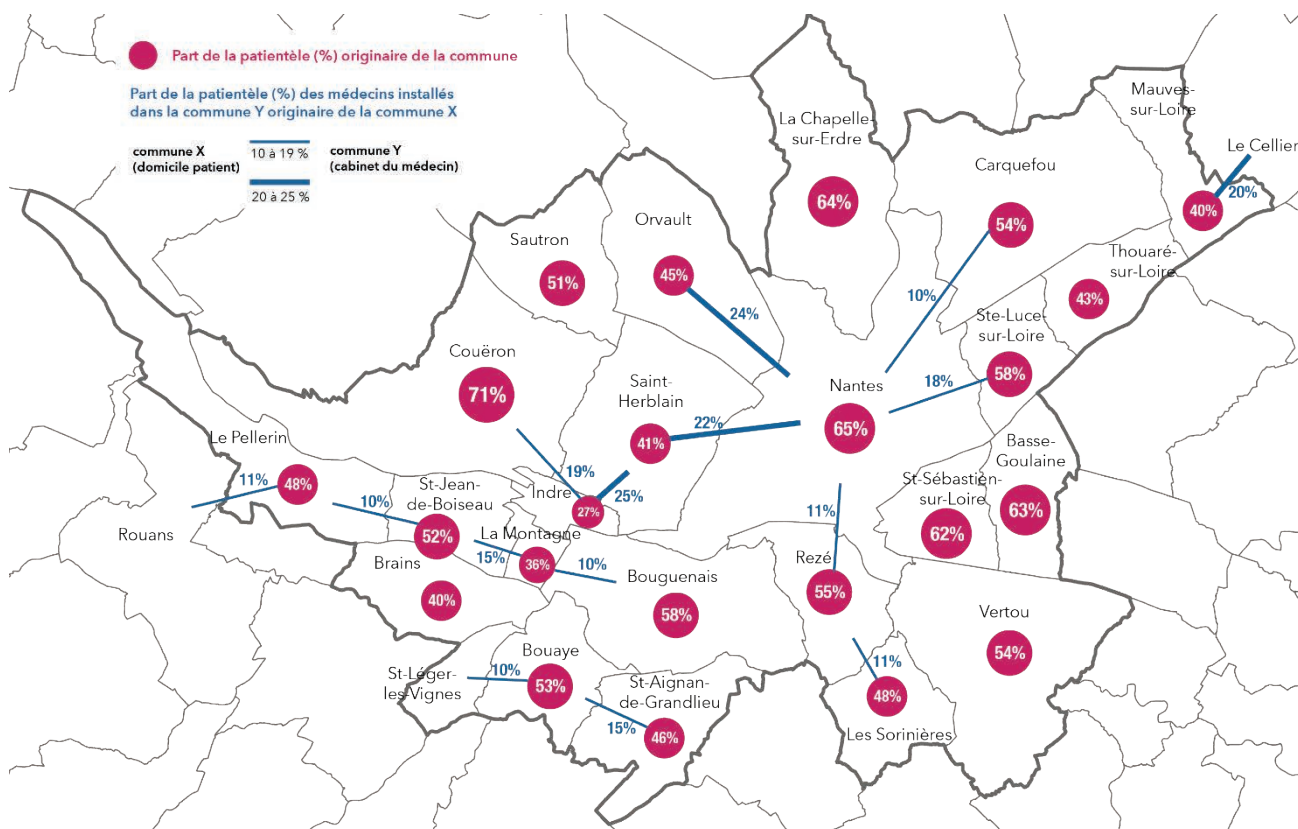 Part de la patientèle (%) originaire de la commune
Part de la patientèle (%) des médecins installés
dans la commune Y originaire de la commune X
commune X
(domicile patient)
10 à 19 %
20 à 25 %
commune Y
(cabinet du médecin)
Mauves-
sur-Loire
La Chapelle-
sur-Erdre
64%
Carquefou
54%
Le Cellier
20%
40%
Orvault
45%
Sautron
51%
Thouaré-
sur-Loire
43%
10%
24%
Ste-Luce-
sur-Loire
58%
18%
Couëron
71%
Saint-
Herblain
41%
22%
Nantes
65%
Le Pellerin
48%
11%
Rouans
10%
St-Jean-
de-Boiseau
52%
19%
Indre
25%
27%
Basse-
Goulaine
63%
St-Sébastien-
sur-Loire
62%
11%
La Montagne
36%
15%
10%
Brains
40%
Bouguenais
58%
Rezé
55%
Vertou
54%
11%
48%
Les Sorinières
St-Léger-
les-Vignes
10%
Bouaye
53%
15%
St-Aignan-
de-Grandlieu
46%